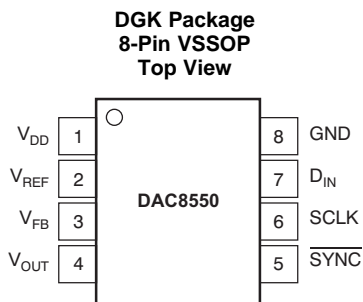 DGK Package
8-Pin VSSOP
Top View
V_DD 1 8 GND
V_REF 2 7 D_IN
DAC8550
V_FB 3 6 SCLK
V_OUT 4 5 S̅Y̅N̅C̅